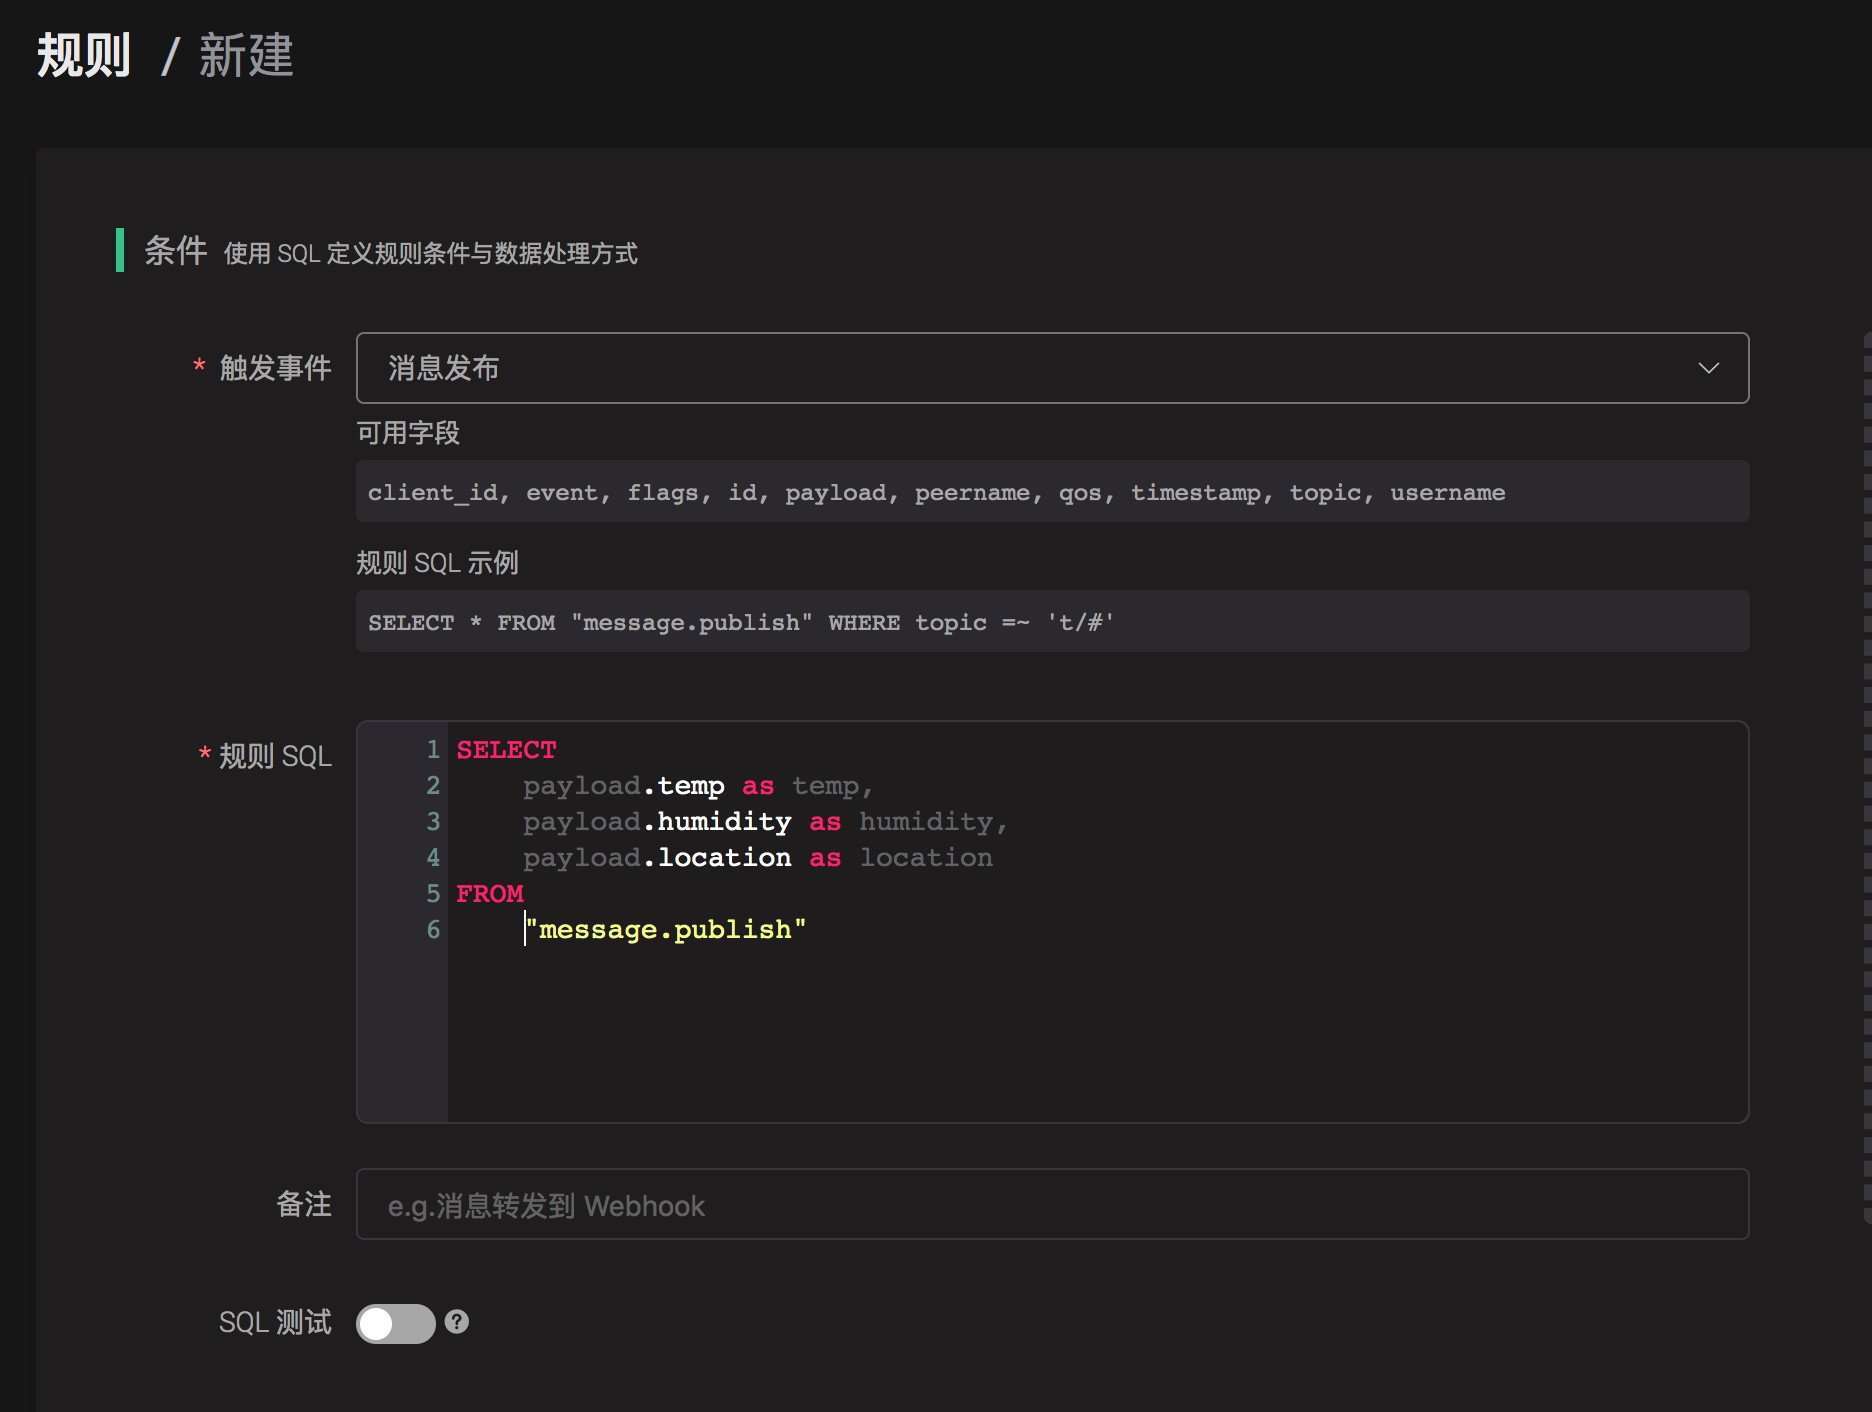 规则 / 新建
条件 使用 SQL 定义规则条件与数据处理方式
* 触发事件 消息发布
可用字段
client_id, event, flags, id, payload, peername, qos, timestamp, topic, username
规则 SQL 示例
SELECT * FROM "message.publish" WHERE topic =~ 't/#'
* 规则 SQL
1 SELECT
2 payload.temp as temp,
3 payload.humidity as humidity,
4 payload.location as location
5 FROM
6 "message.publish"
备注 e.g.消息转发到 Webhook
SQL 测试 ?